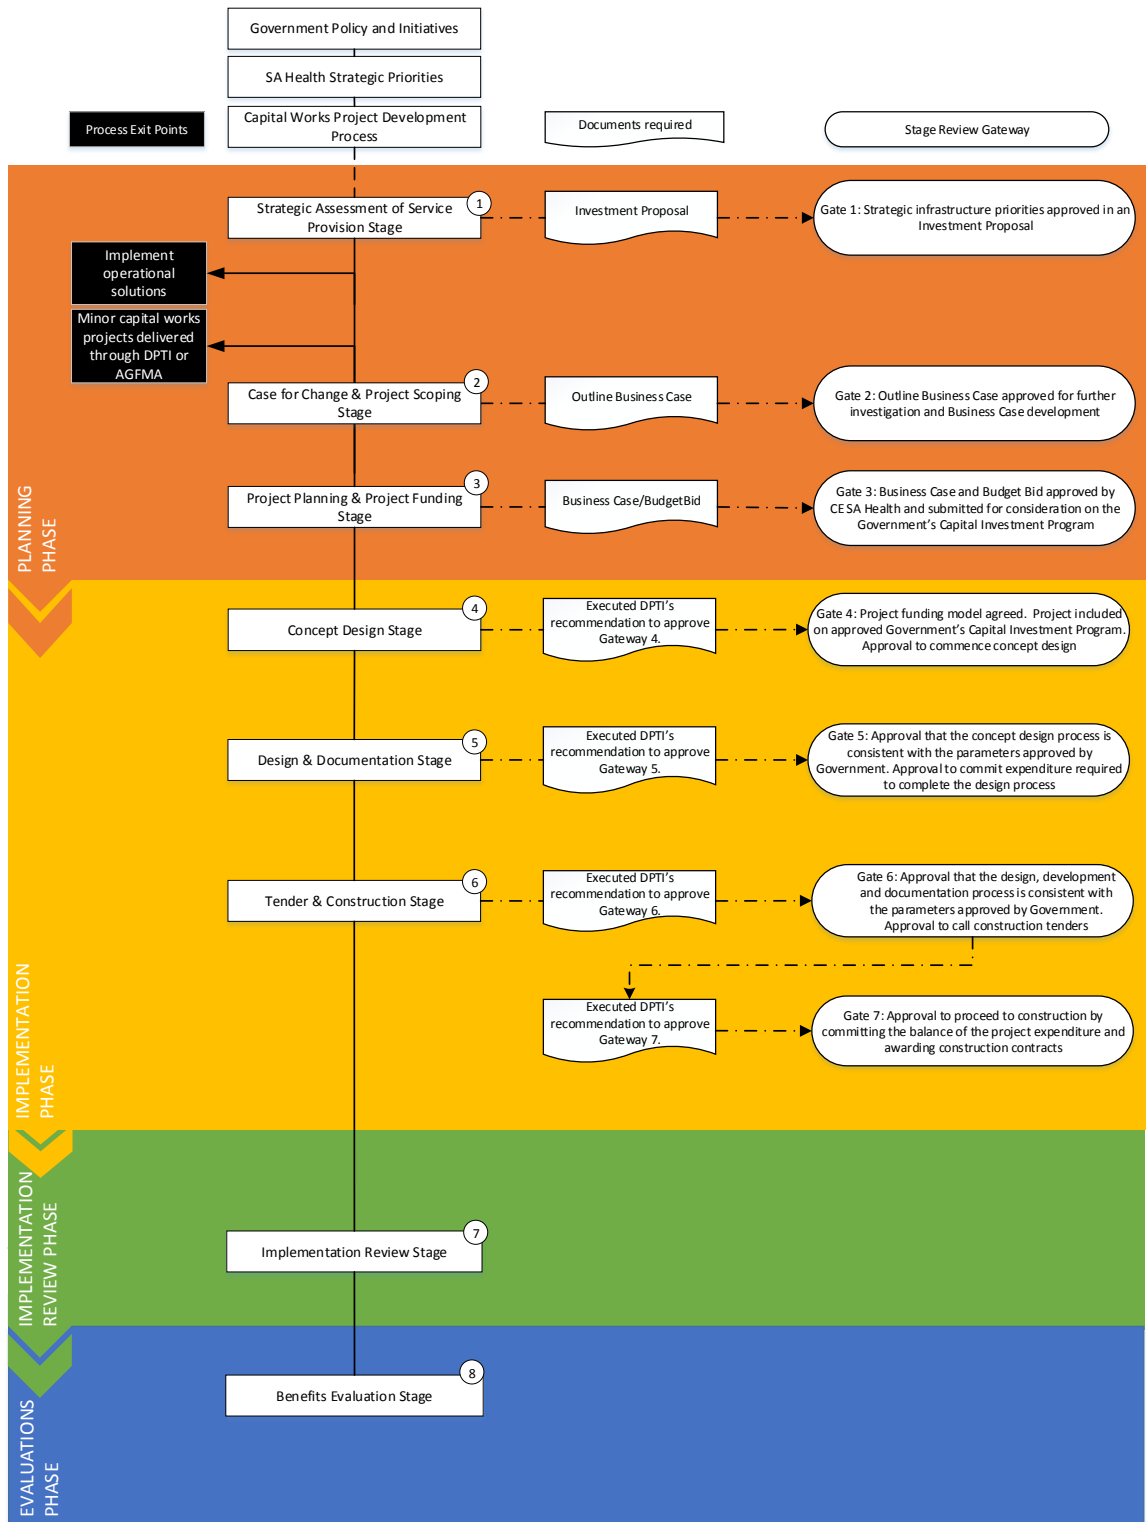 Government Policy and Initiatives
SA Health Strategic Priorities
Process Exit Points
Capital Works Project Development
Process
Documents required
Stage Review Gateway
PLANNING
PHASE
Strategic Assessment of Service
Provision Stage
1
Investment Proposal
Gate 1: Strategic infrastructure priorities approved in an
Investment Proposal
Implement
operational
solutions
Minor capital works
projects delivered
through DPTI or
AGFMA
Case for Change & Project Scoping
Stage
2
Outline Business Case
Gate 2: Outline Business Case approved for further
investigation and Business Case development
Project Planning & Project Funding
Stage
3
Business Case/BudgetBid
Gate 3: Business Case and Budget Bid approved by
CE SA Health and submitted for consideration on the
Government's Capital Investment Program
IMPLEMENTATION
PHASE
Concept Design Stage
4
Executed DPTI's
recommendation to approve
Gateway 4.
Gate 4: Project funding model agreed. Project included
on approved Government's Capital Investment Program.
Approval to commence concept design
Design & Documentation Stage
5
Executed DPTI's
recommendation to approve
Gateway 5.
Gate 5: Approval that the concept design process is
consistent with the parameters approved by
Government. Approval to commit expenditure required
to complete the design process
Tender & Construction Stage
6
Executed DPTI's
recommendation to approve
Gateway 6.
Gate 6: Approval that the design, development
and documentation process is consistent with
the parameters approved by Government.
Approval to call construction tenders
Executed DPTI's
recommendation to approve
Gateway 7.
Gate 7: Approval to proceed to construction by
committing the balance of the project expenditure and
awarding construction contracts
IMPLEMENTATION
REVIEW PHASE
Implementation Review Stage
7
EVALUATIONS
PHASE
Benefits Evaluation Stage
8